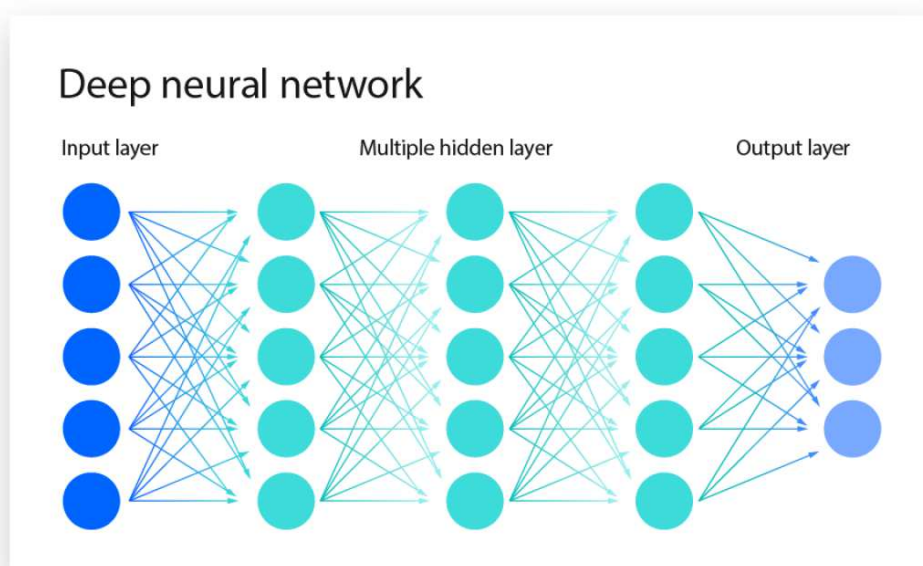 Deep neural network
Input layer
Multiple hidden layer
Output layer